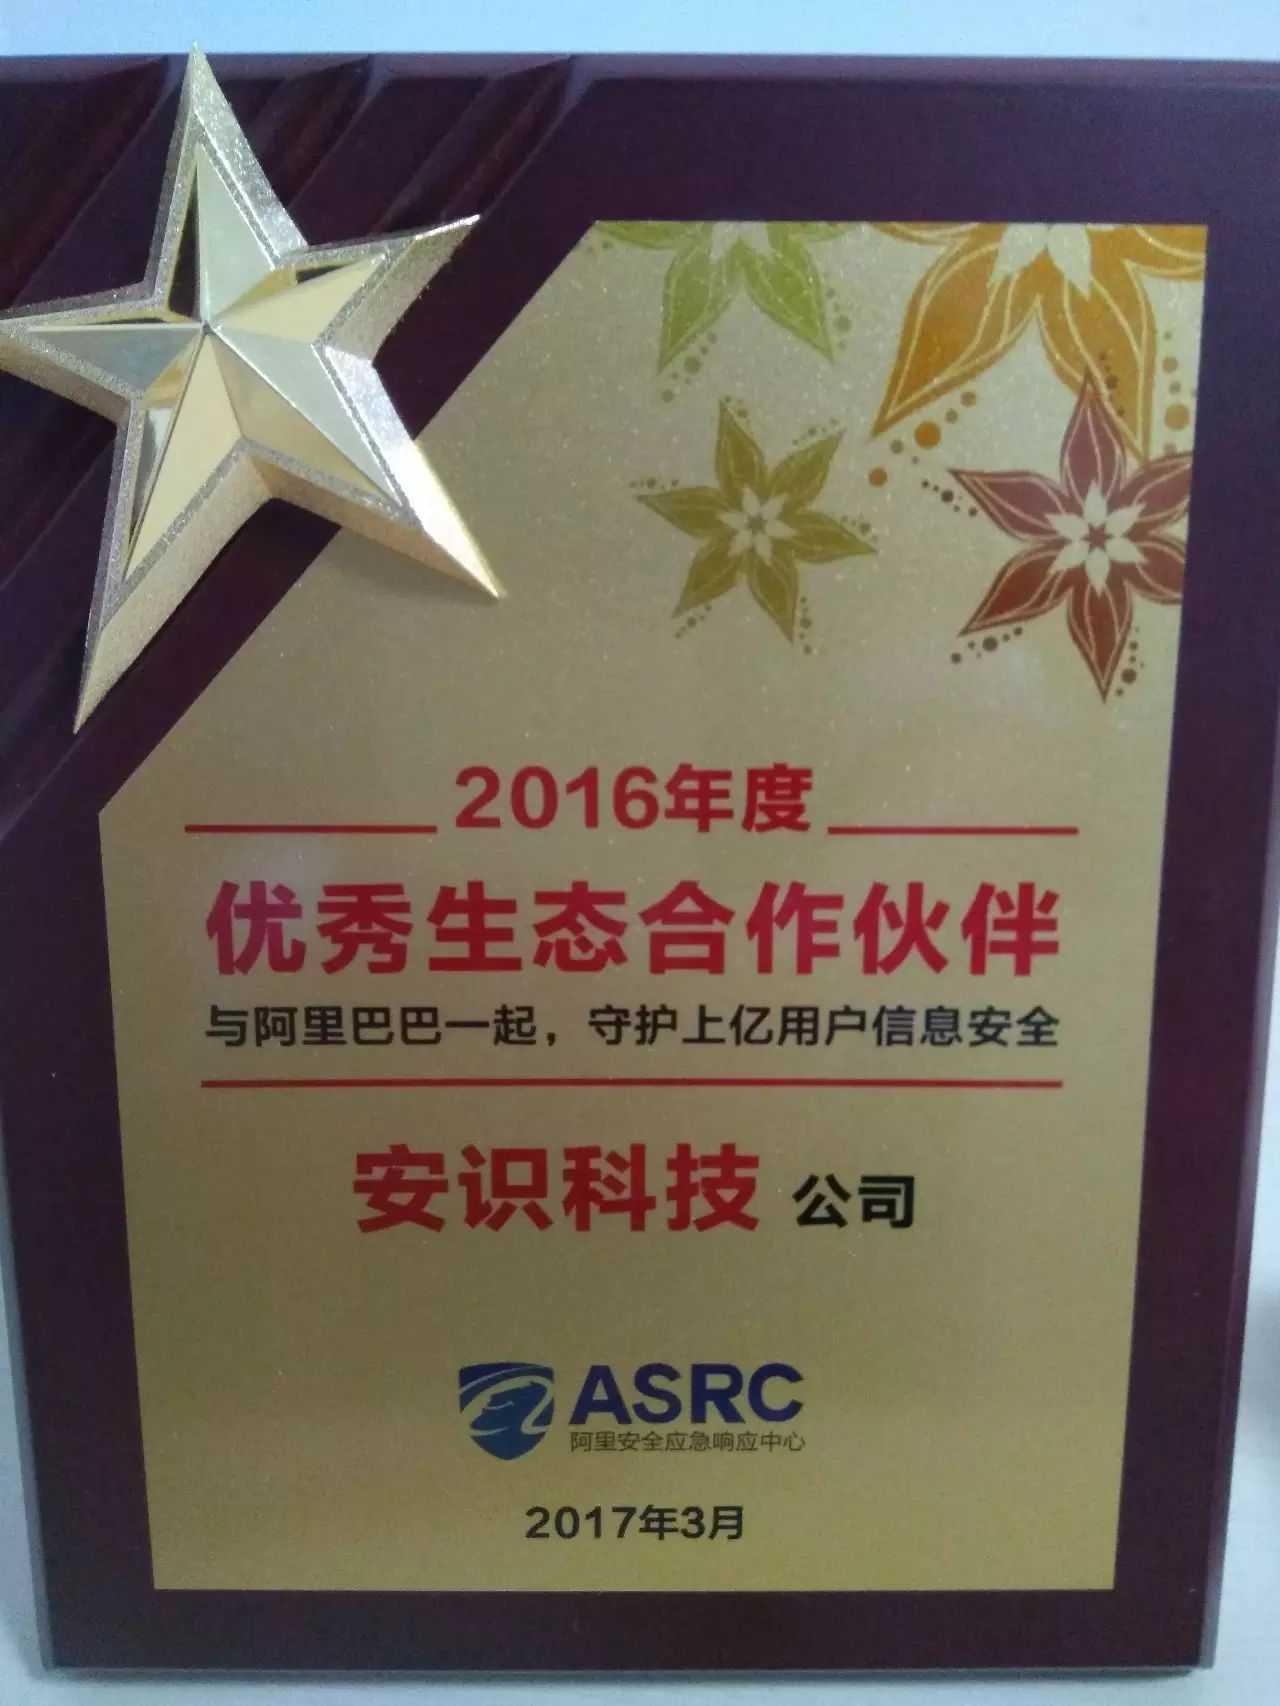 2016年度
优秀生态合作伙伴
与阿里巴巴一起，守护上亿用户信息安全
安识科技 公司
ASRC
阿里安全应急响应中心
2017年3月